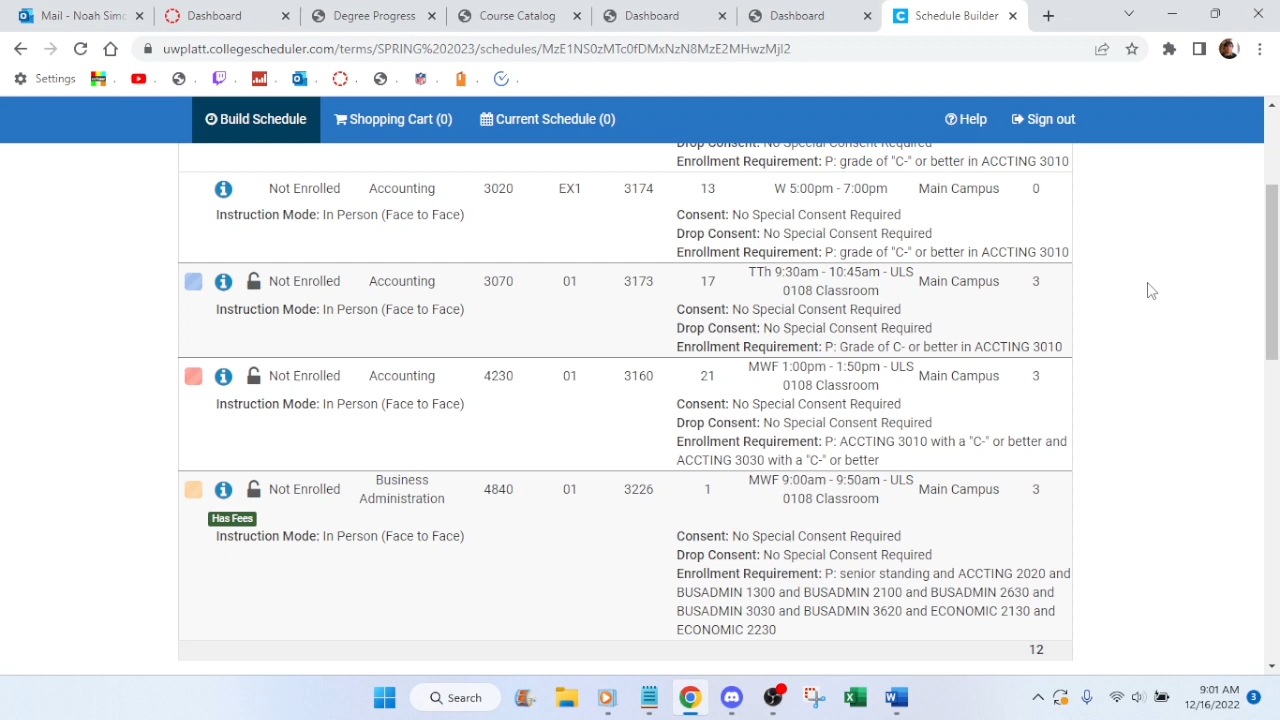 Mail - Noah Simo
Dashboard
Degree Progress
Course Catalog
Dashboard
Dashboard
Schedule Builder
uwplatt.collegescheduler.com/terms/SPRING%202023/schedules/MzE1NS0zMTc0fDMxNzN8MzE2MHwzMjI2
Settings
Build Schedule
Shopping Cart (0)
Current Schedule (0)
Help
Sign out
Drop Consent: No Special Consent Required
Enrollment Requirement: P: grade of "C-" or better in ACCTING 3010
Not Enrolled Accounting 3020 EX1 3174 13 W 5:00pm - 7:00pm Main Campus 0
Instruction Mode: In Person (Face to Face)
Consent: No Special Consent Required
Drop Consent: No Special Consent Required
Enrollment Requirement: P: grade of "C-" or better in ACCTING 3010
Not Enrolled Accounting 3070 01 3173 17 TTh 9:30am - 10:45am - ULS
0108 Classroom Main Campus 3
Instruction Mode: In Person (Face to Face)
Consent: No Special Consent Required
Drop Consent: No Special Consent Required
Enrollment Requirement: P: Grade of C- or better in ACCTING 3010
Not Enrolled Accounting 4230 01 3160 21 MWF 1:00pm - 1:50pm - ULS
0108 Classroom Main Campus 3
Instruction Mode: In Person (Face to Face)
Consent: No Special Consent Required
Drop Consent: No Special Consent Required
Enrollment Requirement: P: ACCTING 3010 with a "C-" or better and
ACCTING 3030 with a "C-" or better
Not Enrolled Business
Administration 4840 01 3226 1 MWF 9:00am - 9:50am - ULS
0108 Classroom Main Campus 3
Has Fees
Instruction Mode: In Person (Face to Face)
Consent: No Special Consent Required
Drop Consent: No Special Consent Required
Enrollment Requirement: P: senior standing and ACCTING 2020 and
BUSADMIN 1300 and BUSADMIN 2100 and BUSADMIN 2630 and
BUSADMIN 3030 and BUSADMIN 3620 and ECONOMIC 2130 and
ECONOMIC 2230
12
Search
9:01 AM
12/16/2022
3